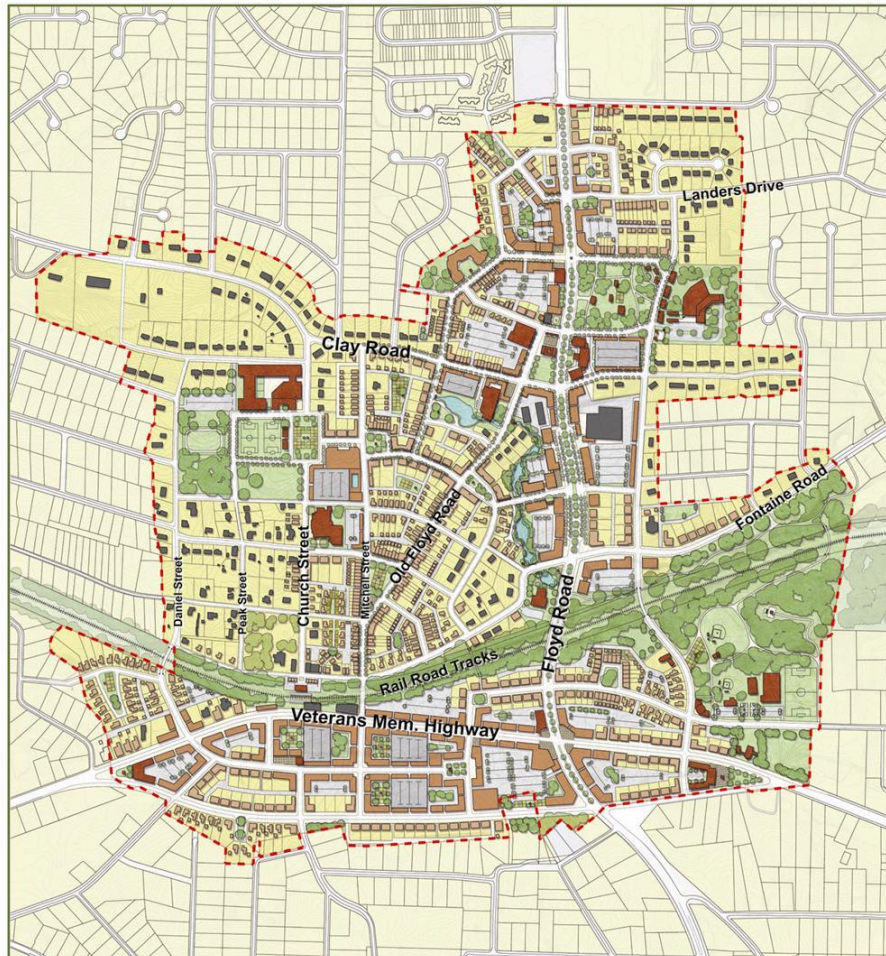 Landers Drive
Clay Road
Fontaine Road
Old Floyd Road
Daniel Street
Peak Street
Church Street
Mitchell Street
Floyd Road
Rail Road Tracks
Veterans Mem. Highway